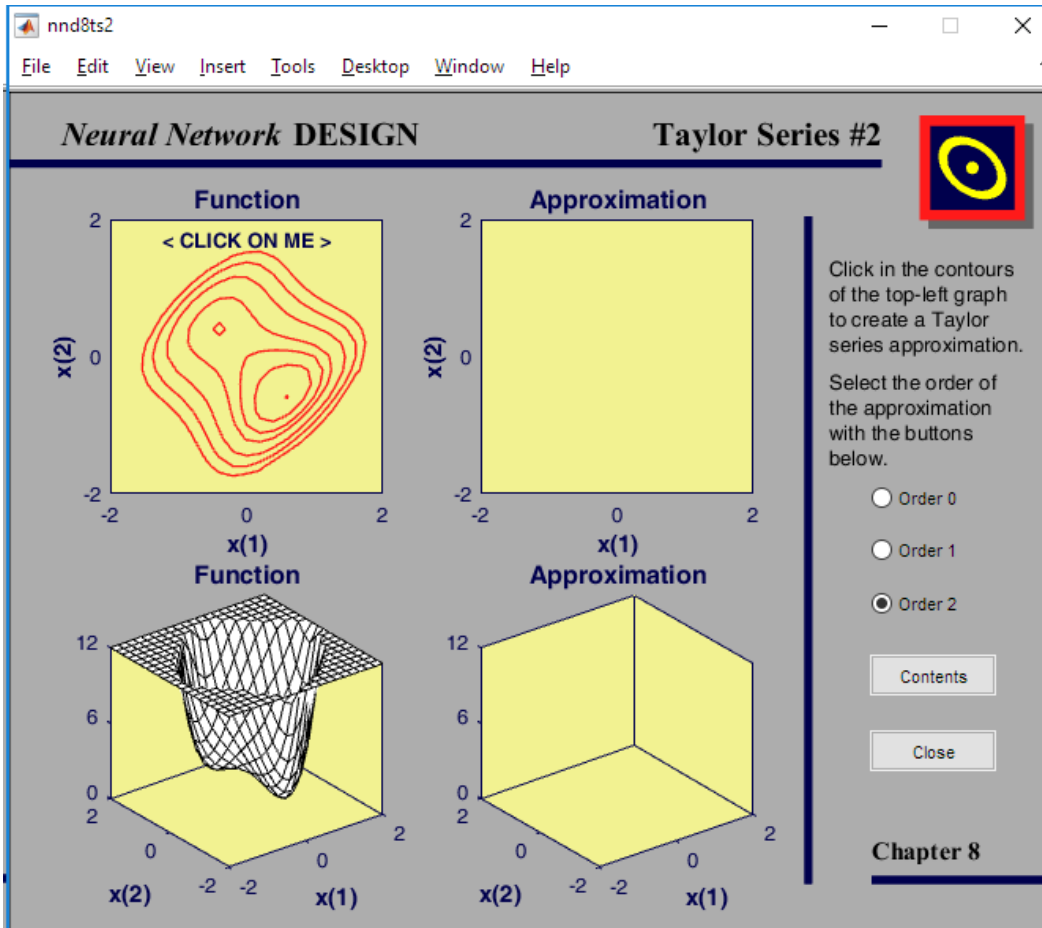 nnd8ts2
File Edit View Insert Tools Desktop Window Help
Neural Network DESIGN
Taylor Series #2
Function
< CLICK ON ME >
2
0
-2
x(2)
-2 0 2
x(1)
Approximation
2
0
-2
x(2)
-2 0 2
x(1)
Click in the contours
of the top-left graph
to create a Taylor
series approximation.
Select the order of
the approximation
with the buttons
below.
Order 0
Order 1
Order 2
Contents
Close
Function
12
6
0
2
0
-2
x(2)
-2
0
2
x(1)
Approximation
12
6
0
2
0
-2
x(2)
-2
0
2
x(1)
Chapter 8